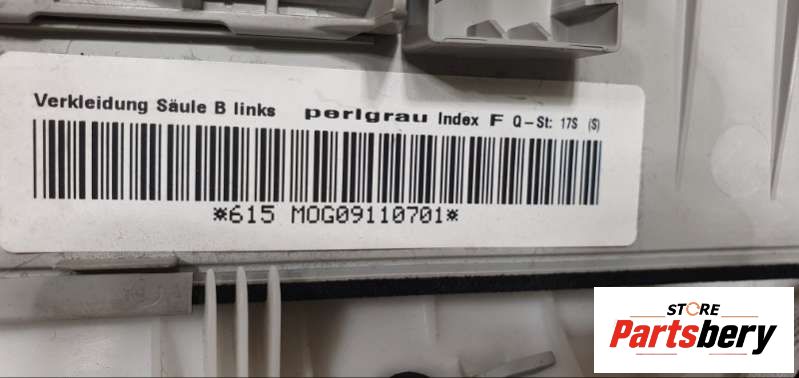 Verkleidung Säule B links perlgrau Index F Q-St: 17S (S)
*615 MOG09110701*
STORE
Partsbery